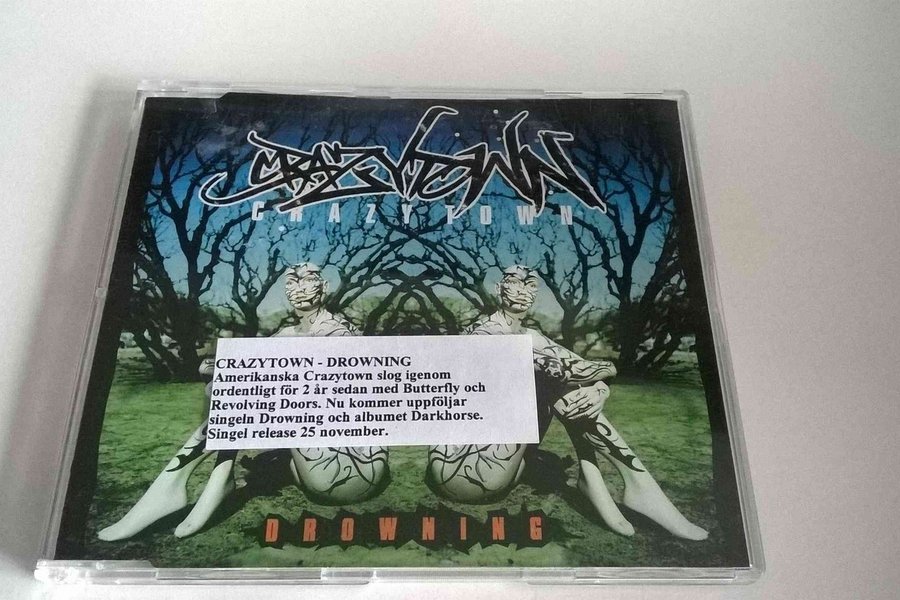 CRAZYTOWN
CRAZYTOWN
CRAZYTOWN - DROWNING
Amerikanska Crazytown slog igenom
ordentligt för 2 år sedan med Butterfly och
Revolving Doors. Nu kommer uppföljar
singeln Drowning och albumet Darkhorse.
Singel release 25 november.
DROWNING